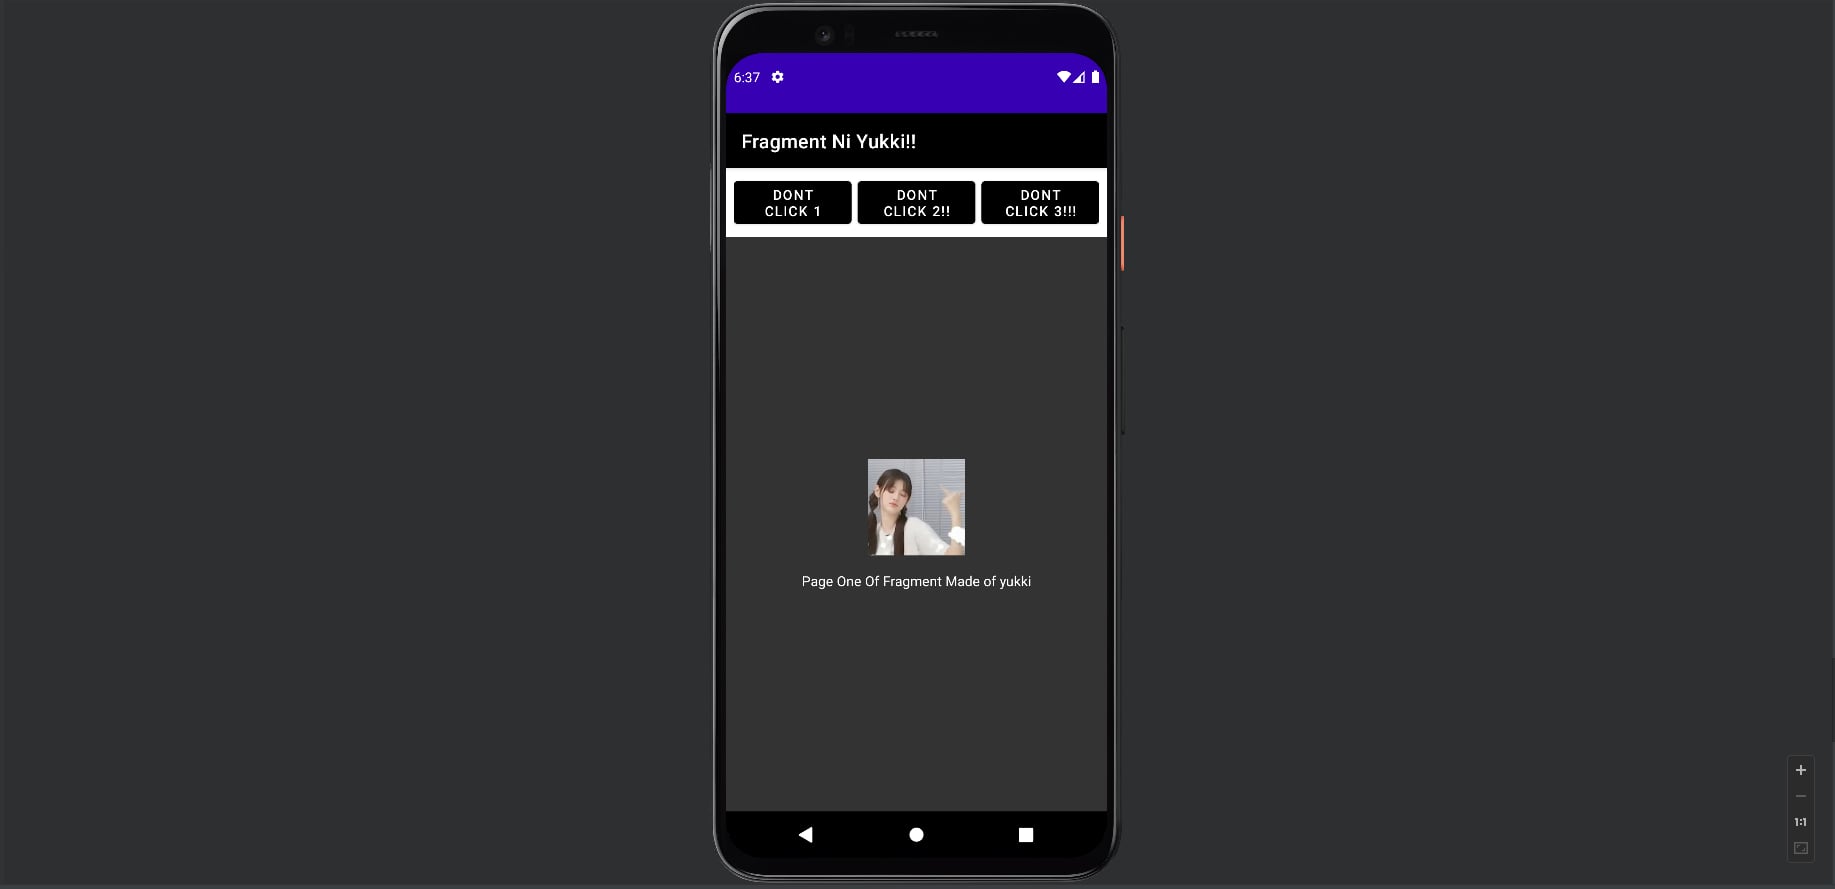 6:37
Fragment Ni Yukki!!
DONT
CLICK 1
DONT
CLICK 2!!
DONT
CLICK 3!!!
Page One Of Fragment Made of yukki
1:1